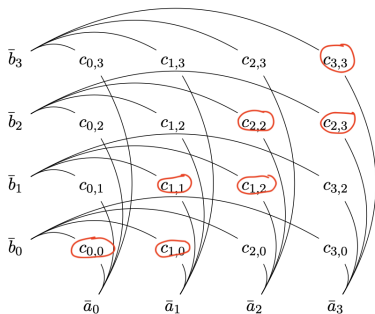 b̄₃ c₀,₃ c₁,₃ c₂,₃ c₃,₃
b̄₂ c₀,₂ c₁,₂ c₂,₂ c₂,₃
b̄₁ c₀,₁ c₁,₁ c₁,₂ c₃,₂
b̄₀ c₀,₀ c₁,₀ c₂,₀ c₃,₀
ā₀ ā₁ ā₂ ā₃